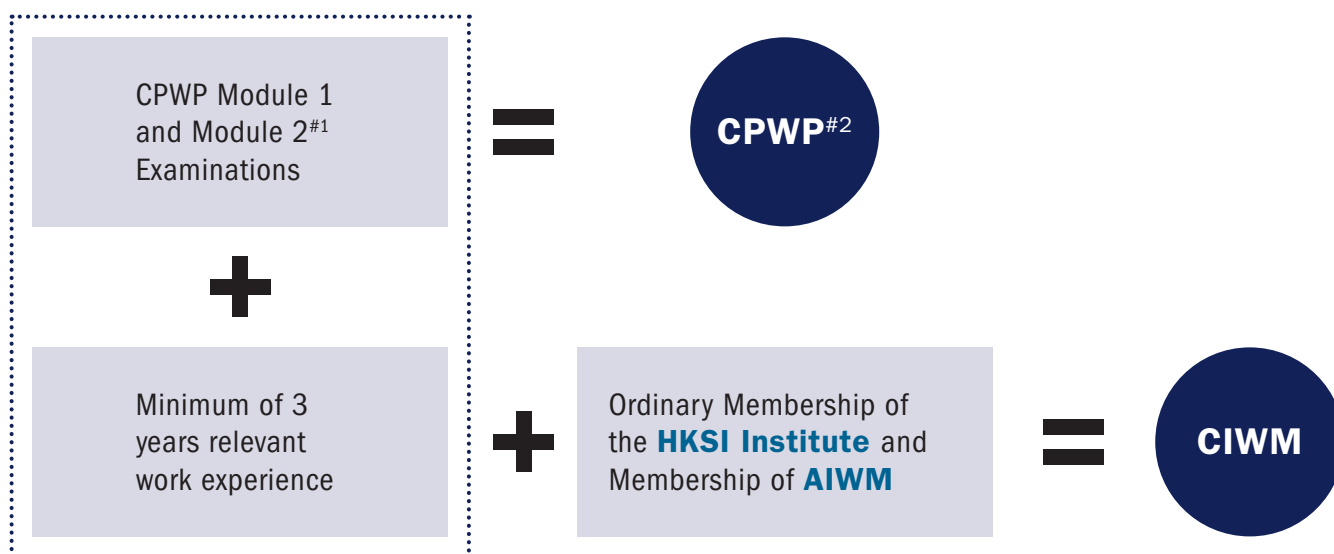 CPWP Module 1
and Module 2#1
Examinations
=
CPWP#2
+
Minimum of 3
years relevant
work experience
+
Ordinary Membership of
the HKSI Institute and
Membership of AIWM
=
CIWM